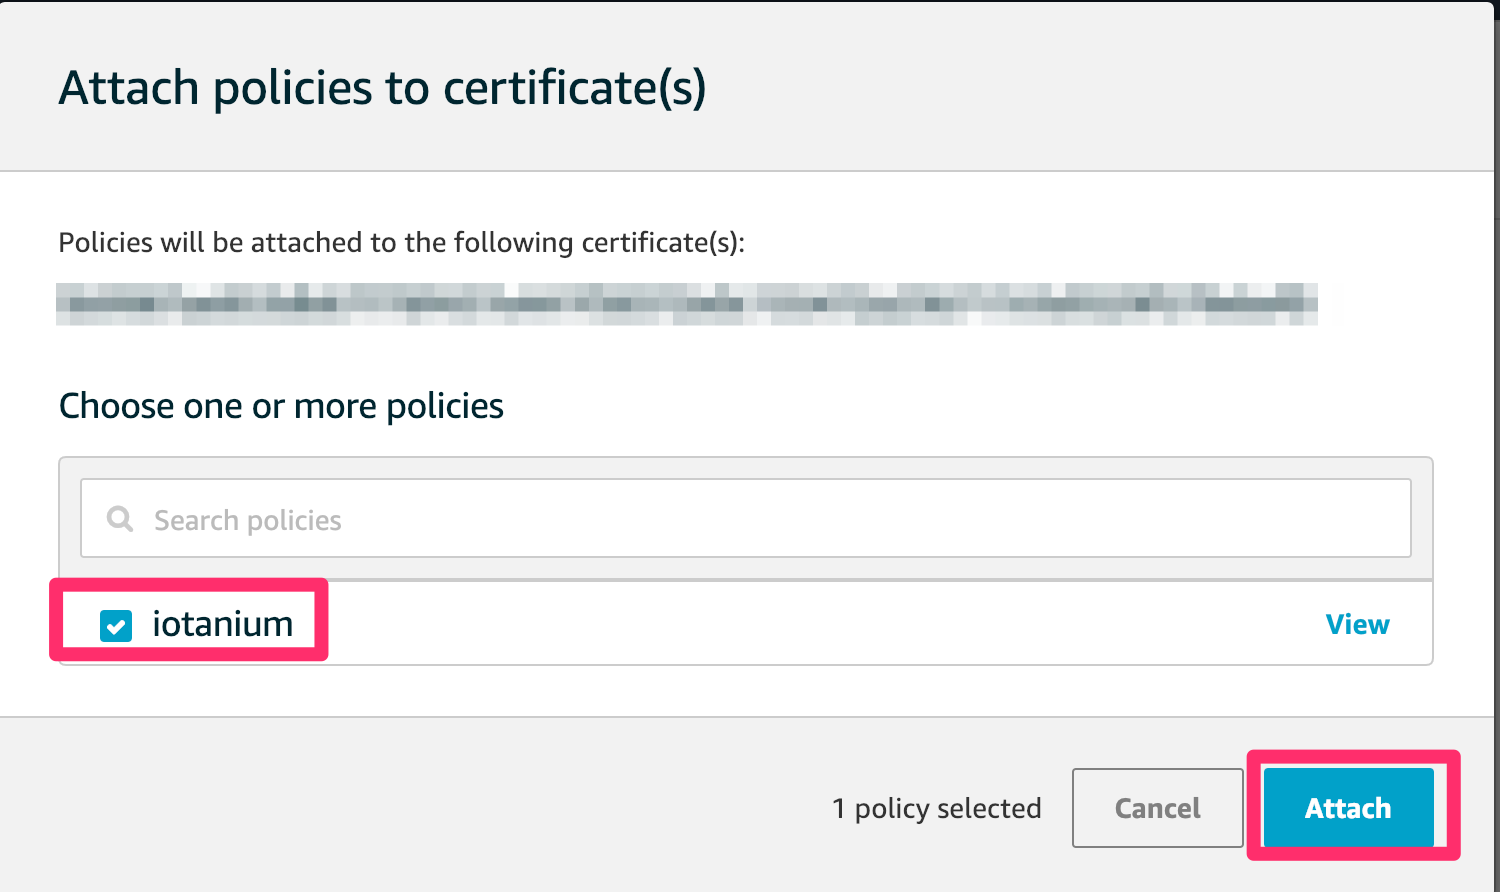 Attach policies to certificate(s)
Policies will be attached to the following certificate(s):
Choose one or more policies
Search policies
iotanium
View
1 policy selected
Cancel
Attach